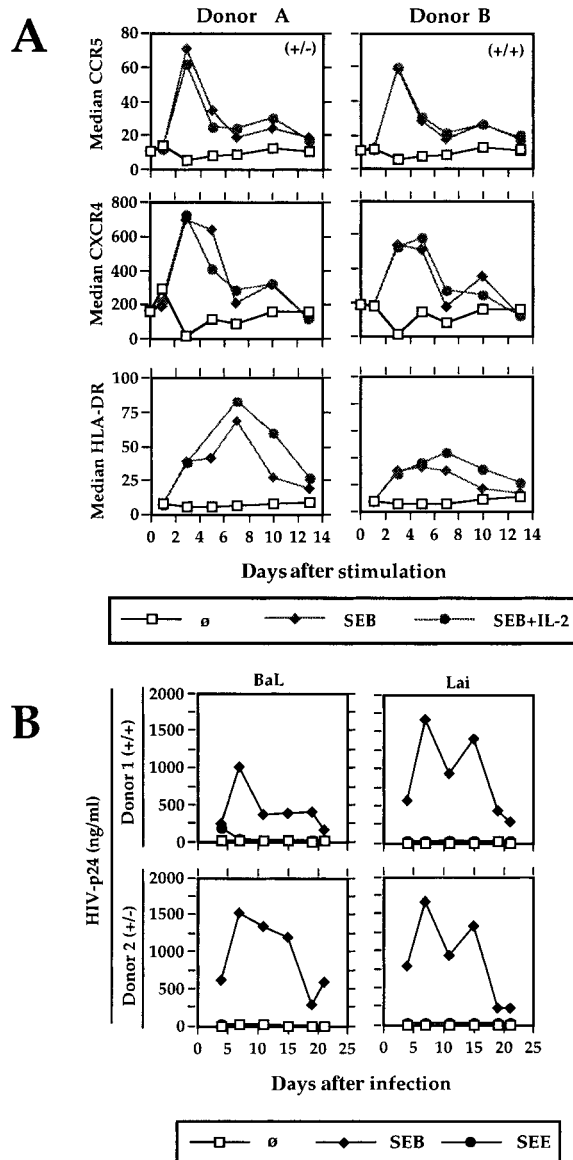 A
Donor A
Donor B
Median CCR5
80
60
40
20
0
(+/-)
(+/+)
Median CXCR4
800
600
400
200
0
Median HLA-DR
100
75
50
25
0
0 2 4 6 8 10 12 14
0 2 4 6 8 10 12 14
Days after stimulation
ø SEB SEB+IL-2
B
BaL
Lai
HIV-p24 (ng/ml)
Donor 1 (+/+)
2000
1500
1000
500
0
Donor 2 (+/-)
2000
1500
1000
500
0
0 5 10 15 20 25
0 5 10 15 20 25
Days after infection
ø SEB SEE